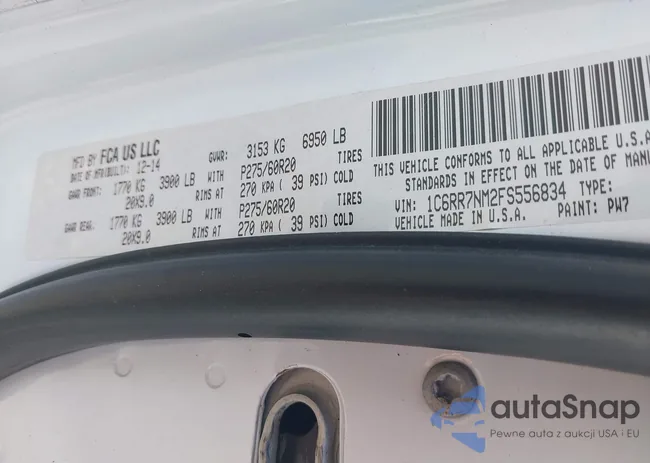 MFD BY FCA US LLC
DATE OF MFR(BUILT): 12-14 GVWR: 3153 KG 6950 LB
GAWR FRONT: 1770 KG 3900 LB WITH P275/60R20 TIRES
20X9.0 RIMS AT 270 KPA ( 39 PSI) COLD
GAWR REAR: 1770 KG 3900 LB WITH P275/60R20 TIRES
20X9.0 RIMS AT 270 KPA ( 39 PSI) COLD
THIS VEHICLE CONFORMS TO ALL APPLICABLE U.S.A.
STANDARDS IN EFFECT ON THE DATE OF MANU
VIN: 1C6RR7NM2FS556834 TYPE:
VEHICLE MADE IN U.S.A. PAINT: PW7
autaSnap
Pewne auta z aukcji USA i EU